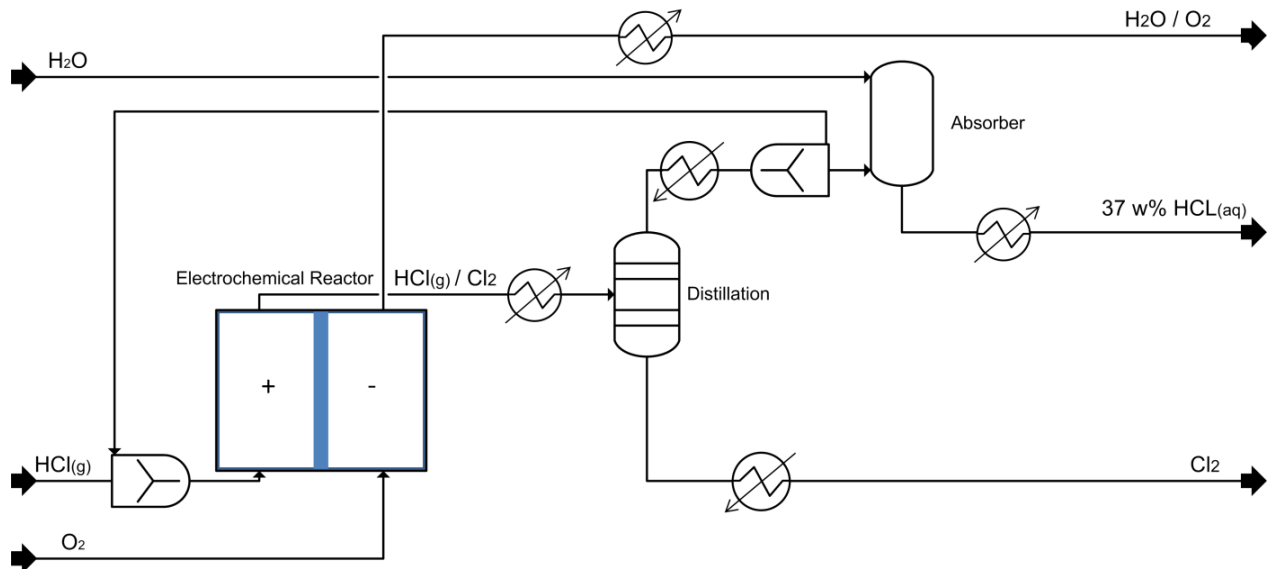 H2O / O2
H2O
Absorber
37 w% HCL(aq)
Electrochemical Reactor
HCl(g) / Cl2
Distillation
+
-
HCl(g)
Cl2
O2